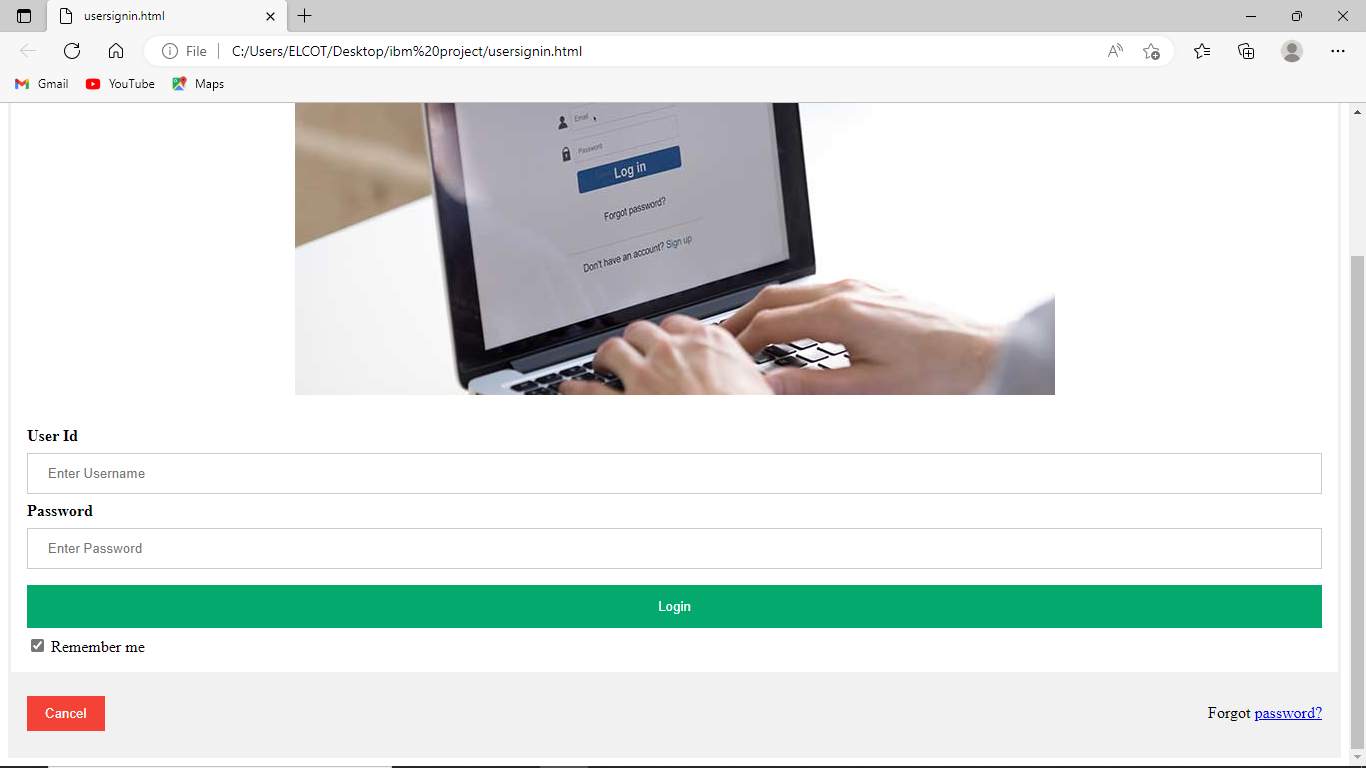 usersignin.html
File C:/Users/ELCOT/Desktop/ibm%20project/usersignin.html
Gmail YouTube Maps
Email
Password
Log in
Forgot password?
Don't have an account? Sign up
User Id
Enter Username
Password
Enter Password
Login
Remember me
Cancel Forgot password?